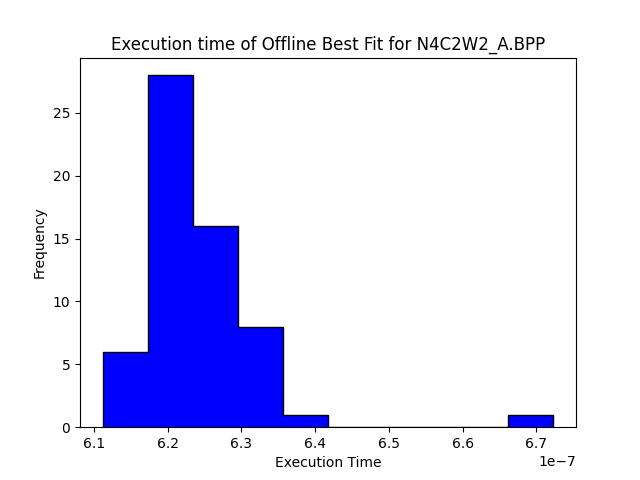 Execution time of Offline Best Fit for N4C2W2_A.BPP
Frequency
25
20
15
10
5
0
6.1 6.2 6.3 6.4 6.5 6.6 6.7
1e−7
Execution Time